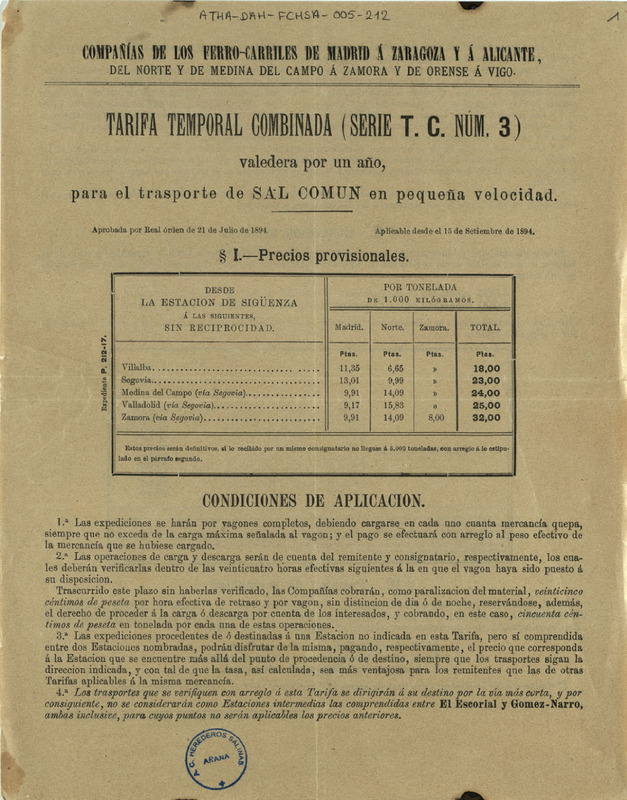 ATHA-DAH-FCHSA-005-212
1
COMPAÑÍAS DE LOS FERRO-CARRILES DE MADRID Á ZARAGOZA Y Á ALICANTE,
DEL NORTE Y DE MEDINA DEL CAMPO Á ZAMORA Y DE ORENSE Á VIGO.
TARIFA TEMPORAL COMBINADA (SERIE T. C. NÚM. 3)
valedera por un año,
para el trasporte de SAL COMUN en pequeña velocidad.
Aprobada por Real órden de 21 de Julio de 1894. Aplicable desde el 15 de Setiembre de 1894.
§ I.—Precios provisionales.
Expediente P. 212-17.
DESDE
LA ESTACION DE SIGÜENZA
Á LAS SIGUIENTES,
SIN RECIPROCIDAD.
POR TONELADA
DE 1.000 KILÓGRAMOS.
Madrid. Norte. Zamora. TOTAL.
Ptas. Ptas. Ptas. Ptas.
Villalba 11,35 6,65 » 18,00
Segovia 13,01 9,99 » 23,00
Medina del Campo (vía Segovia) 9,91 14,09 » 24,00
Valladolid (vía Segovia) 9,17 15,83 » 25,00
Zamora (vía Segovia) 9,91 14,09 8,00 32,00
Estos precios serán definitivos, si lo recibido por un mismo consignatario no llegase á 5.000 toneladas, con arreglo á lo estipu-
lado en el párrafo segundo.
CONDICIONES DE APLICACION.
1.ª Las expediciones se harán por vagones completos, debiendo cargarse en cada uno cuanta mercancía quepa,
siempre que no exceda de la carga máxima señalada al vagon; y el pago se efectuará con arreglo al peso efectivo de
la mercancía que se hubiese cargado.
2.ª Las operaciones de carga y descarga serán de cuenta del remitente y consignatario, respectivamente, los cua-
les deberán verificarlas dentro de las veinticuatro horas efectivas siguientes á la en que el vagon haya sido puesto á
su disposicion.
Trascurrido este plazo sin haberlas verificado, las Compañías cobrarán, como paralizacion del material, veinticinco
céntimos de peseta por hora efectiva de retraso y por vagon, sin distincion de dia ó de noche, reservándose, además,
el derecho de proceder á la carga ó descarga por cuenta de los interesados, y cobrando, en este caso, cincuenta cén-
timos de peseta en tonelada por cada una de estas operaciones.
3.ª Las expediciones procedentes de ó destinadas á una Estacion no indicada en esta Tarifa, pero sí comprendida
entre dos Estaciones nombradas, podrán disfrutar de la misma, pagando, respectivamente, el precio que corresponda
á la Estacion que se encuentre más allá del punto de procedencia ó de destino, siempre que los trasportes sigan la
direccion indicada, y con tal de que la tasa, así calculada, sea más ventajosa para los remitentes que las de otras
Tarifas aplicables á la misma mercancía.
4.ª Los trasportes que se verifiquen con arreglo á esta Tarifa se dirigirán á su destino por la vía más corta, y por
consiguiente, no se considerarán como Estaciones intermedias las comprendidas entre El Escorial y Gomez-Narro,
ambas inclusive, para cuyos puntos no serán aplicables los precios anteriores.
A.C. HEREDEROS SALINAS
ARANA